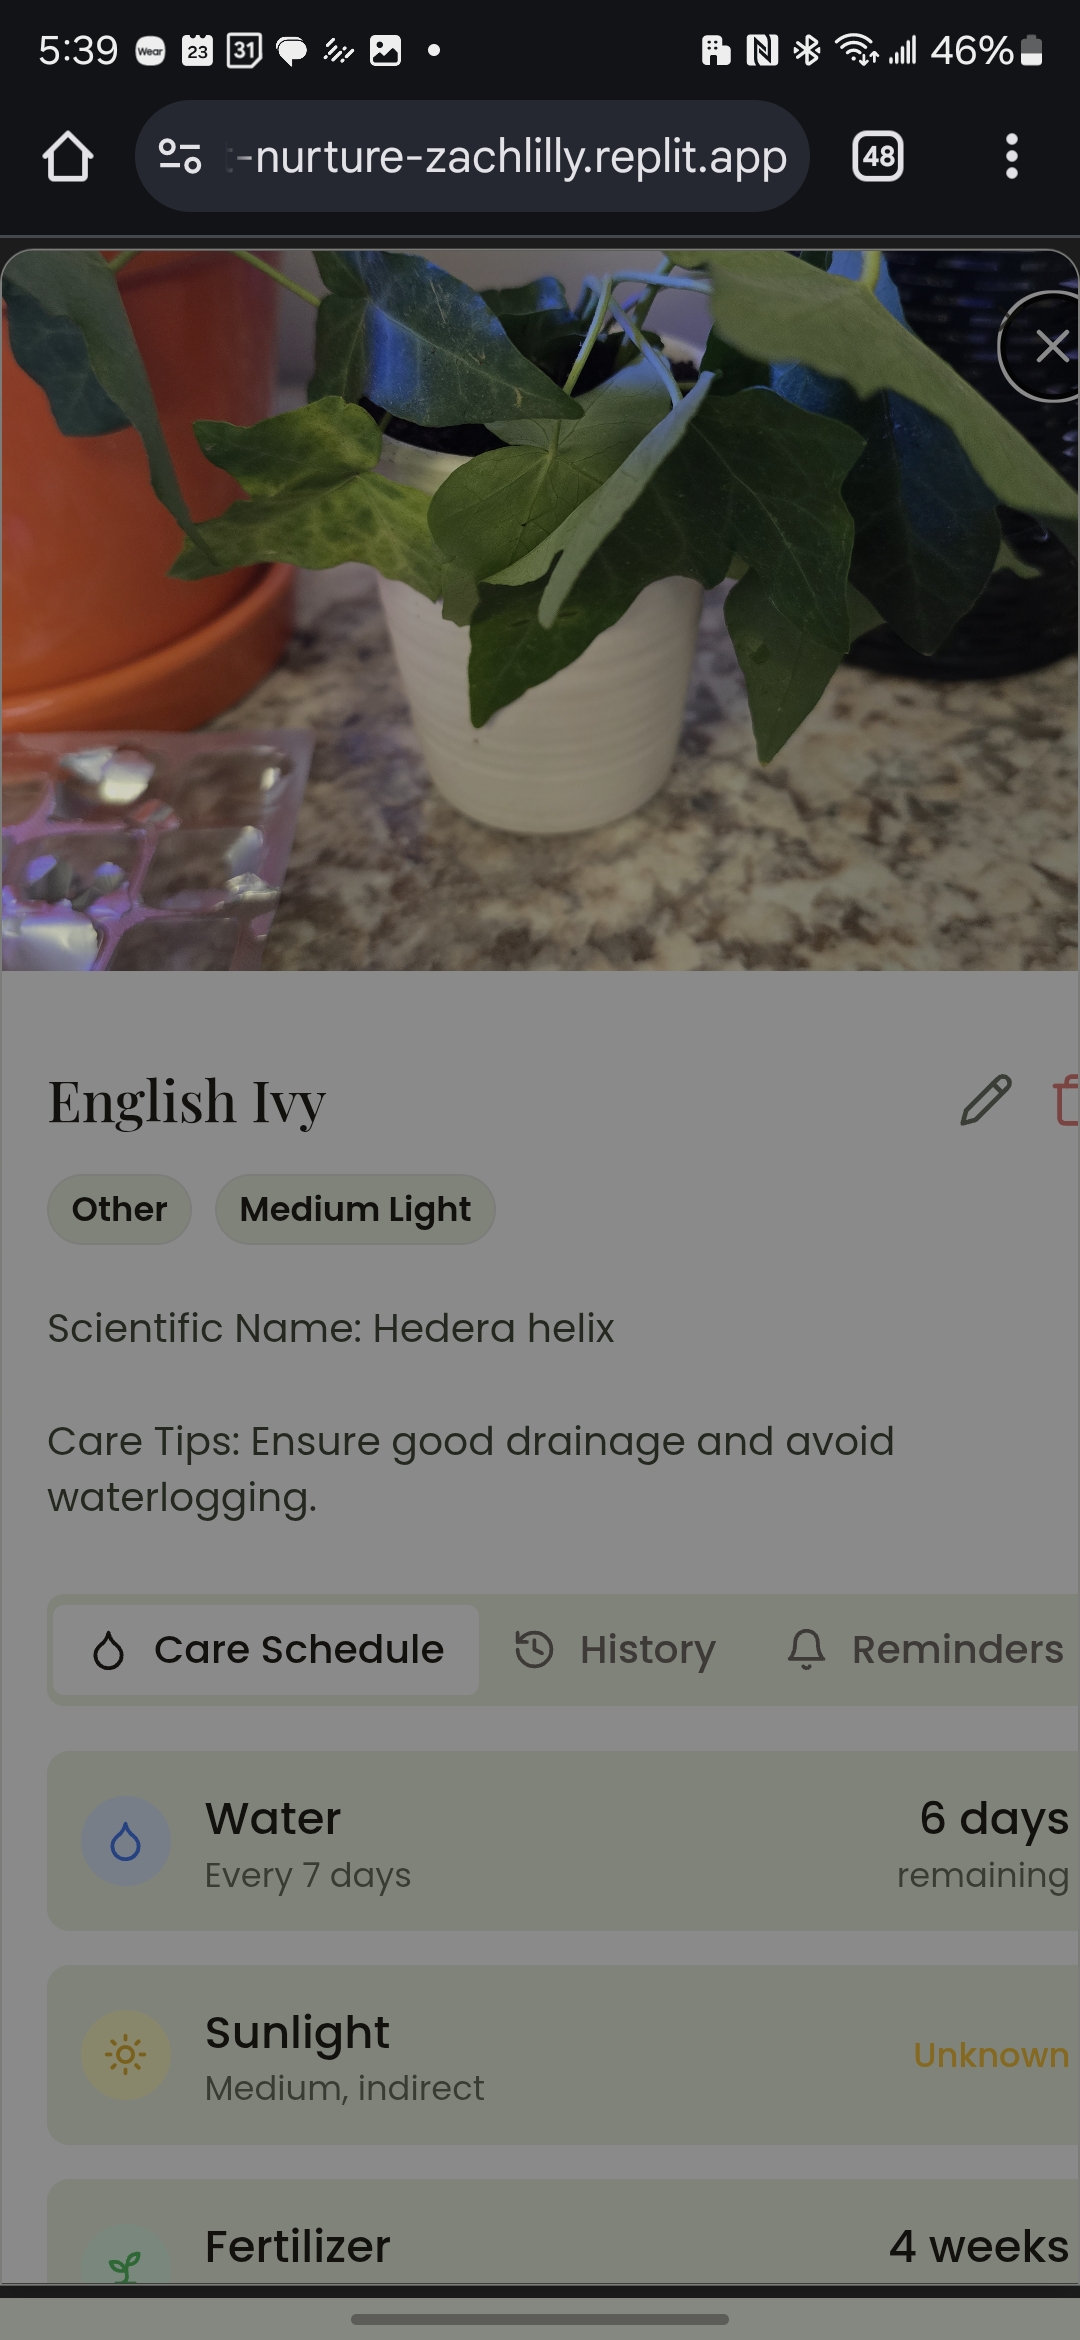 5:39
Wear
23
31
46%
-nurture-zachlilly.replit.app
48
English Ivy
Other
Medium Light
Scientific Name: Hedera helix
Care Tips: Ensure good drainage and avoid
waterlogging.
Care Schedule
History
Reminders
Water
6 days
Every 7 days
remaining
Sunlight
Unknown
Medium, indirect
Fertilizer
4 weeks